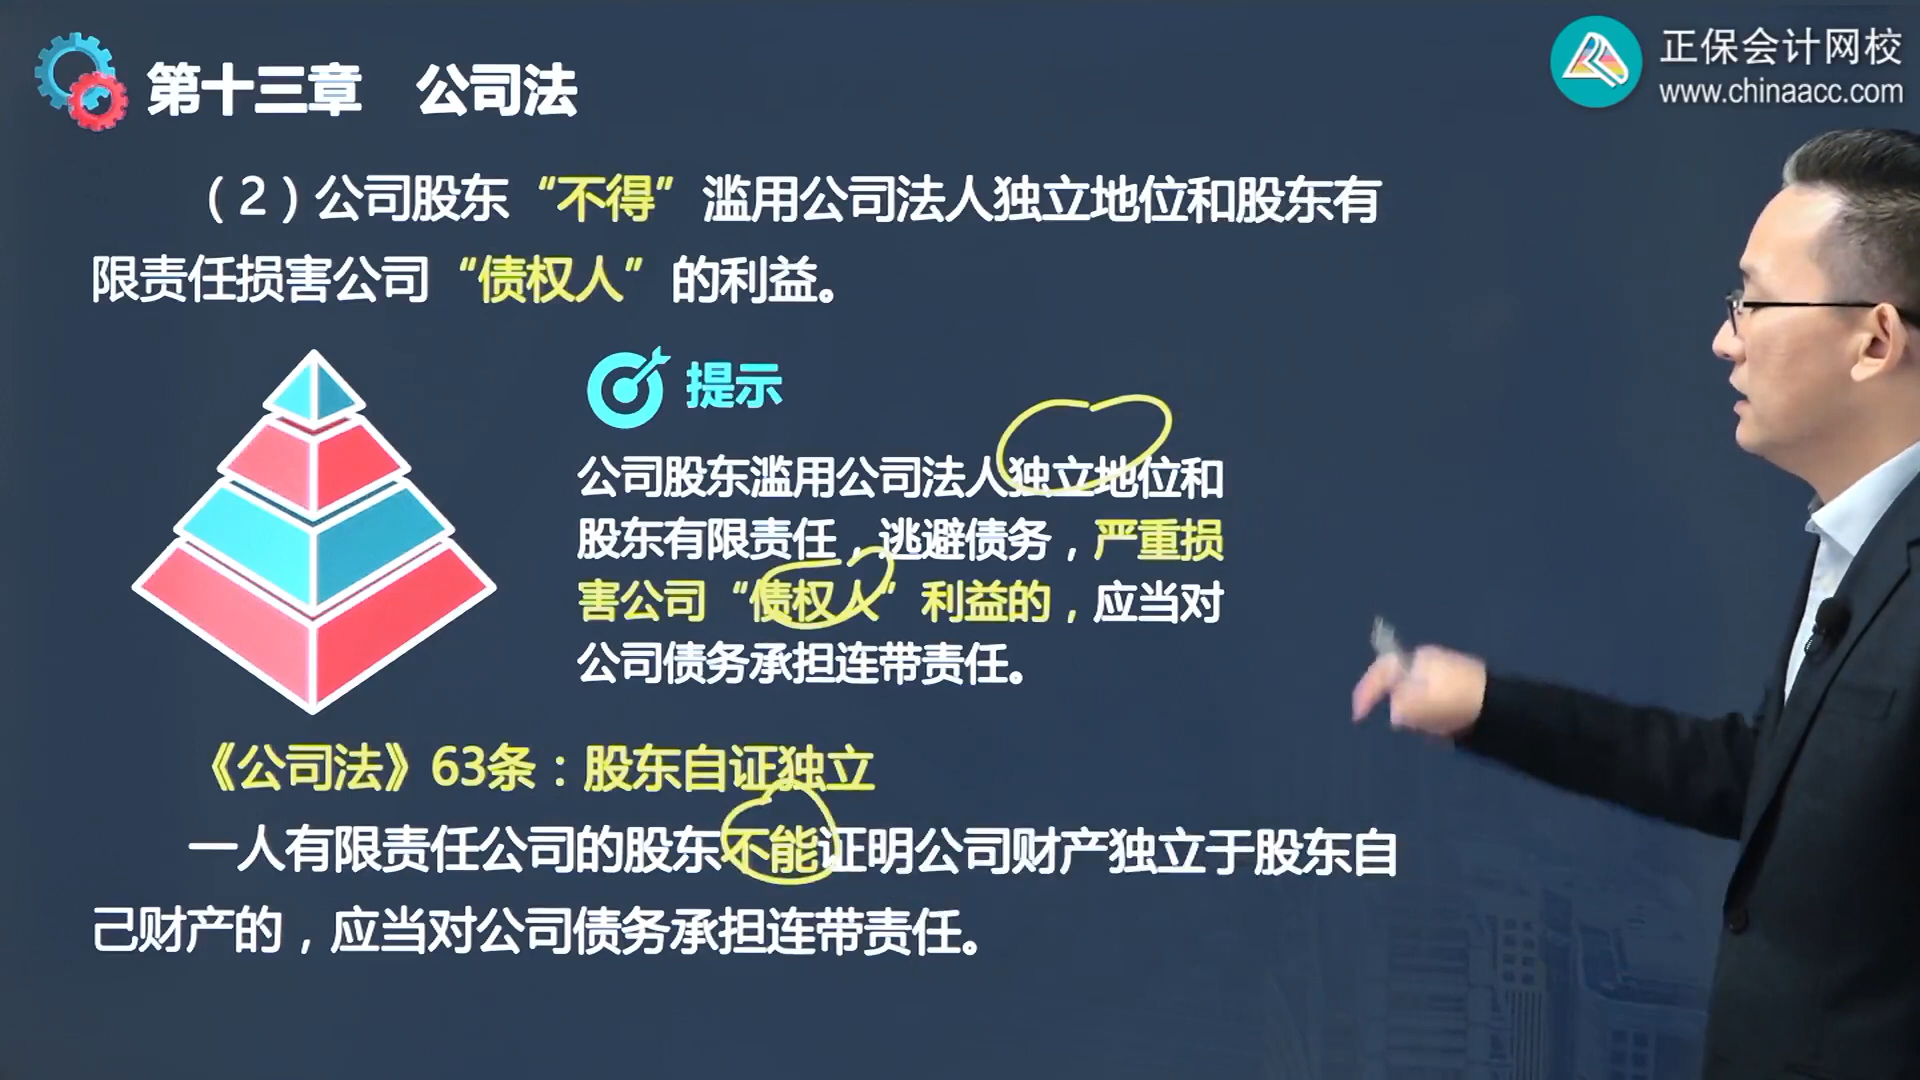 正保会计网校
www.chinaacc.com
第十三章 公司法
（2）公司股东“不得”滥用公司法人独立地位和股东有
限责任损害公司“债权人”的利益。
提示
公司股东滥用公司法人独立地位和
股东有限责任，逃避债务，严重损
害公司“债权人”利益的，应当对
公司债务承担连带责任。
《公司法》63条：股东自证独立
一人有限责任公司的股东不能证明公司财产独立于股东自
己财产的，应当对公司债务承担连带责任。